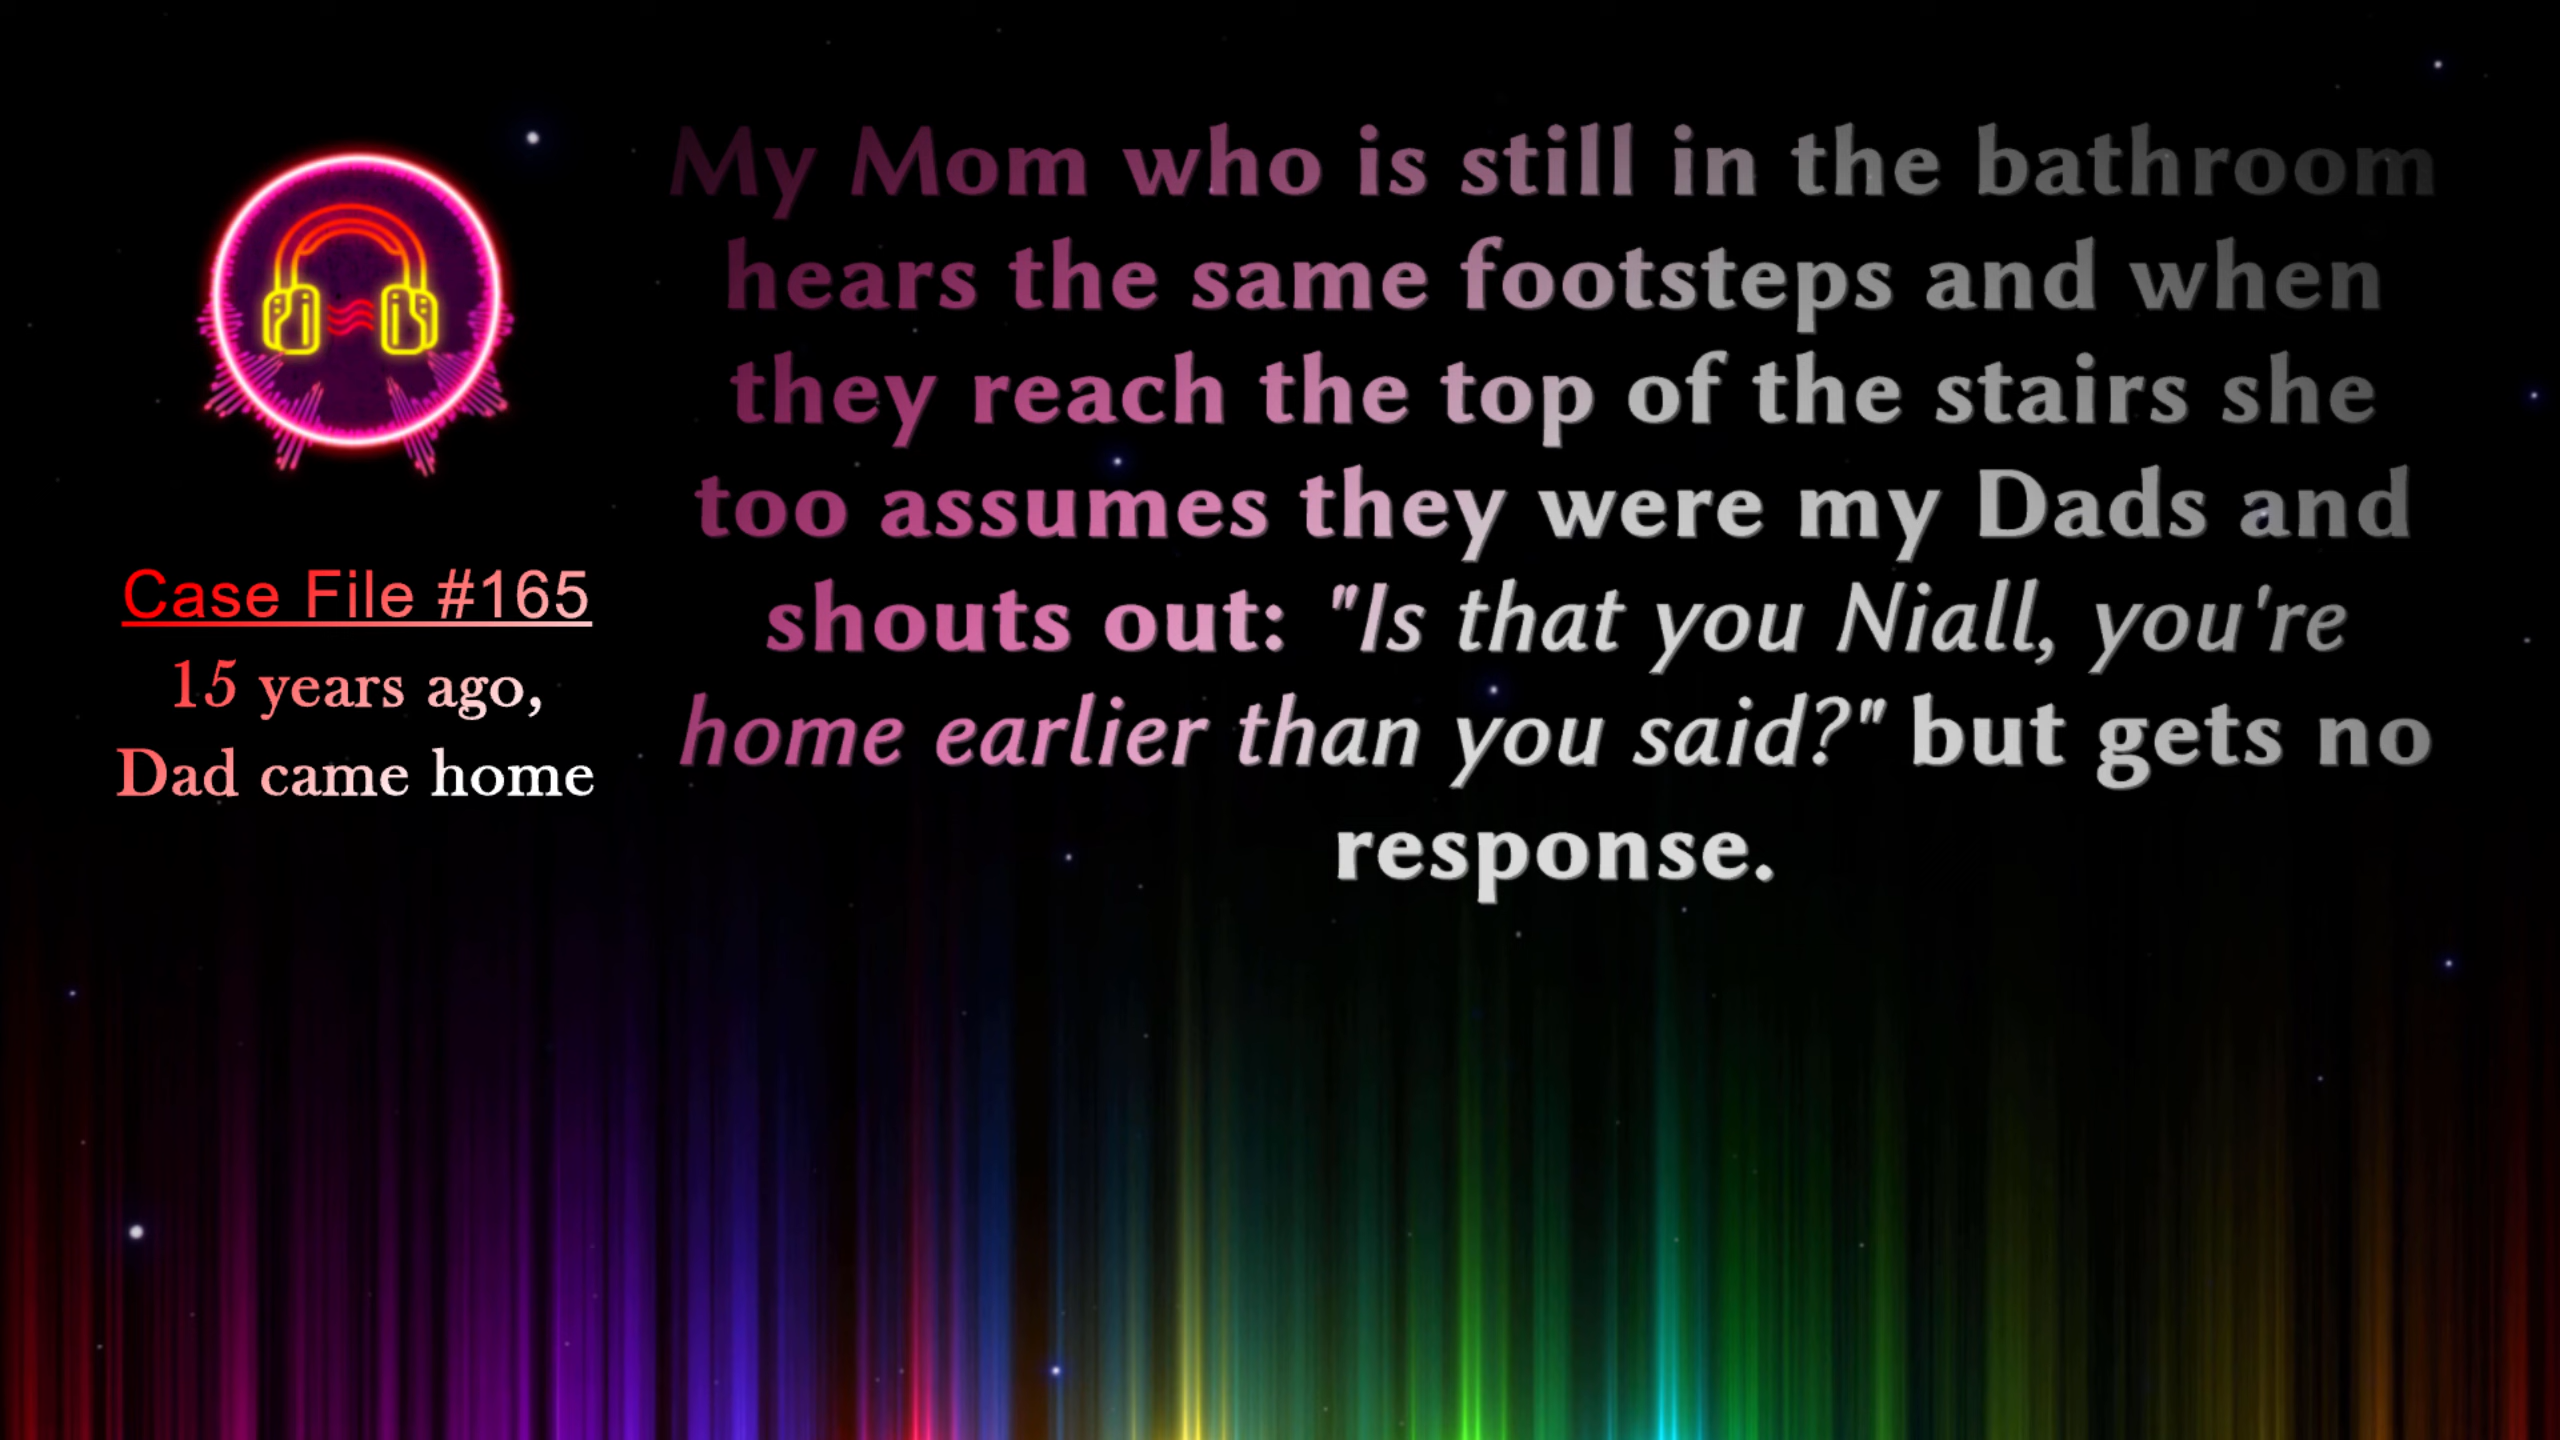 Case File #165
15 years ago,
Dad came home
My Mom who is still in the bathroom
hears the same footsteps and when
they reach the top of the stairs she
too assumes they were my Dads and
shouts out: "Is that you Niall, you're
home earlier than you said?" but gets no
response.